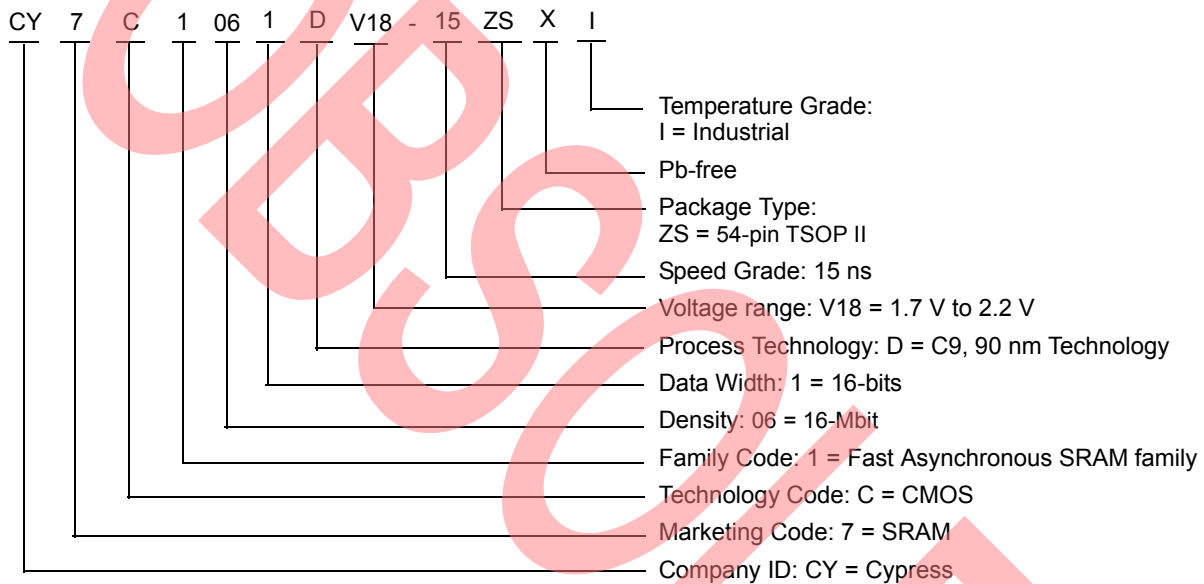 CY 7 C 1 06 1 D V18 - 15 ZS X I
Temperature Grade:
I = Industrial
Pb-free
Package Type:
ZS = 54-pin TSOP II
Speed Grade: 15 ns
Voltage range: V18 = 1.7 V to 2.2 V
Process Technology: D = C9, 90 nm Technology
Data Width: 1 = 16-bits
Density: 06 = 16-Mbit
Family Code: 1 = Fast Asynchronous SRAM family
Technology Code: C = CMOS
Marketing Code: 7 = SRAM
Company ID: CY = Cypress